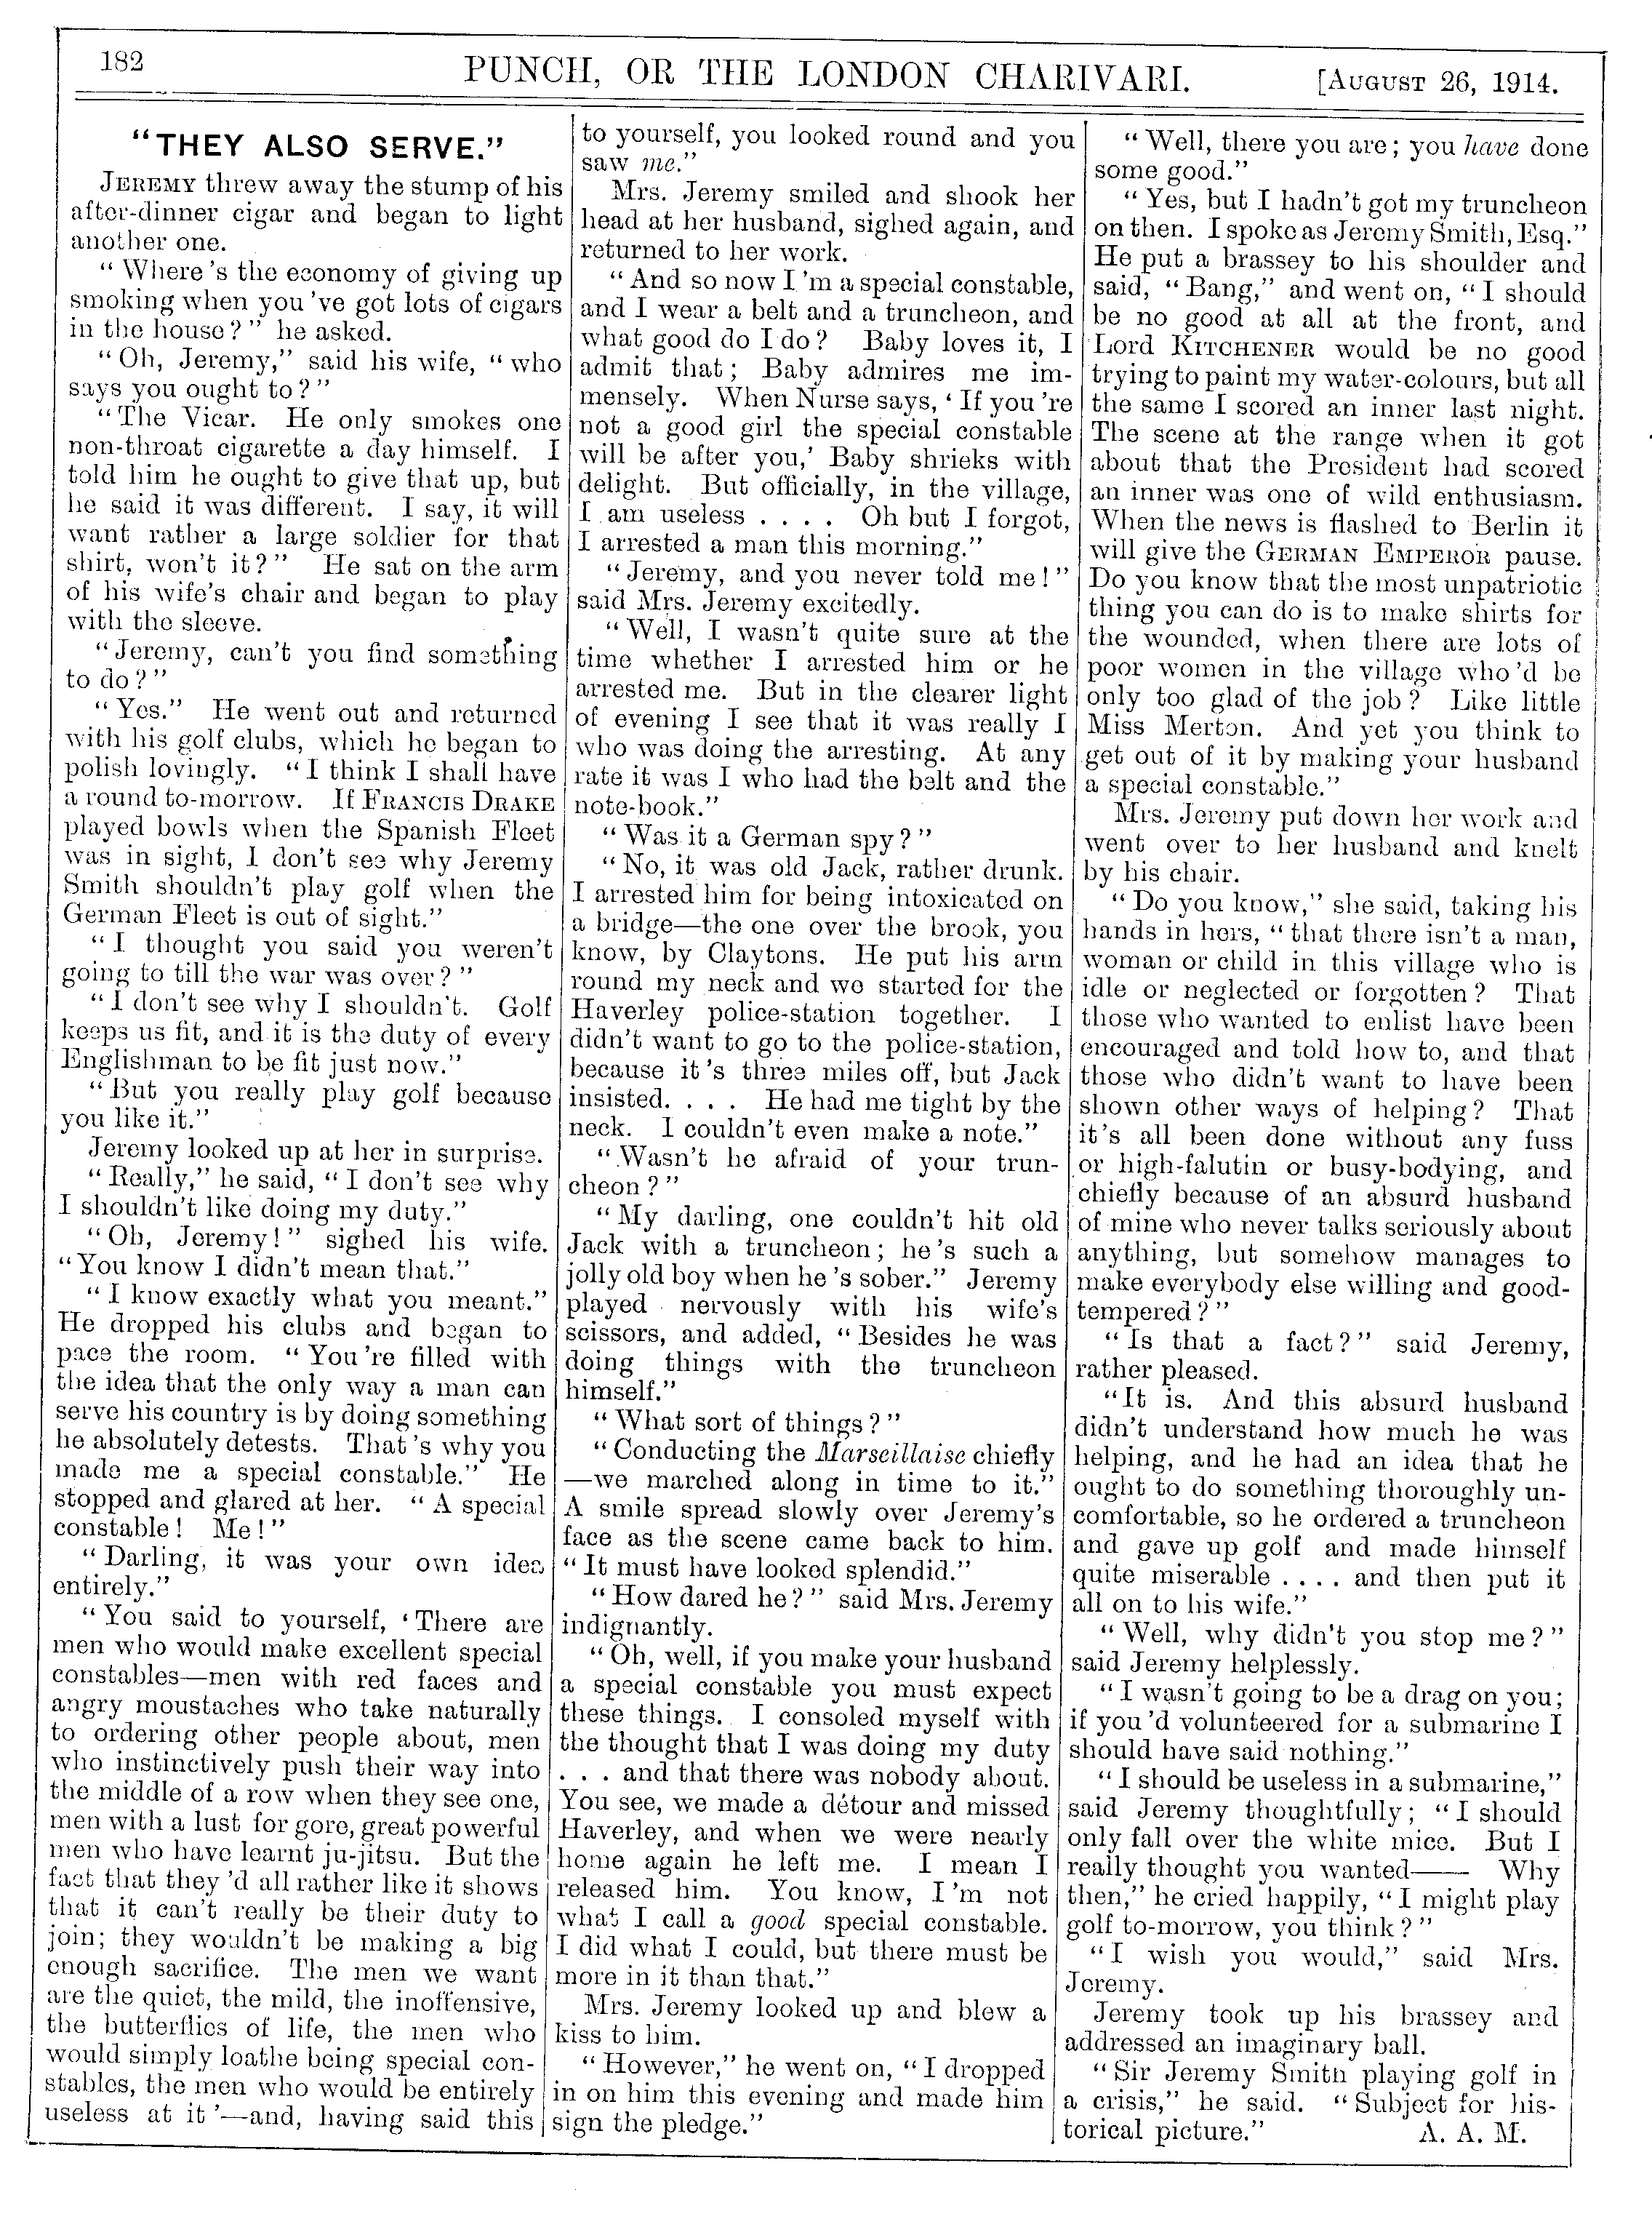 182
PUNCH, OR THE LONDON CHARIVARI.
[AUGUST 26, 1914.
"THEY ALSO SERVE."
JEREMY threw away the stump of his
after-dinner cigar and began to light
another one.
"Where's the economy of giving up
smoking when you've got lots of cigars
in the house?" he asked.
"Oh, Jeremy," said his wife, "who
says you ought to?"
"The Vicar. He only smokes one
non-throat cigarette a day himself. I
told him he ought to give that up, but
he said it was different. I say, it will
want rather a large soldier for that
shirt, won't it?" He sat on the arm
of his wife's chair and began to play
with the sleeve.
"Jeremy, can't you find something
to do?"
"Yes." He went out and returned
with his golf clubs, which he began to
polish lovingly. "I think I shall have
a round to-morrow. If FRANCIS DRAKE
played bowls when the Spanish Fleet
was in sight, I don't see why Jeremy
Smith shouldn't play golf when the
German Fleet is out of sight."
"I thought you said you weren't
going to till the war was over?"
"I don't see why I shouldn't. Golf
keeps us fit, and it is the duty of every
Englishman to be fit just now."
"But you really play golf because
you like it."
Jeremy looked up at her in surprise.
"Really," he said, "I don't see why
I shouldn't like doing my duty."
"Oh, Jeremy!" sighed his wife.
"You know I didn't mean that."
"I know exactly what you meant."
He dropped his clubs and began to
pace the room. "You're filled with
the idea that the only way a man can
serve his country is by doing something
he absolutely detests. That's why you
made me a special constable." He
stopped and glared at her. "A special
constable! Me!"
"Darling, it was your own idea
entirely."
"You said to yourself, 'There are
men who would make excellent special
constables—men with red faces and
angry moustaches who take naturally
to ordering other people about, men
who instinctively push their way into
the middle of a row when they see one,
men with a lust for gore, great powerful
men who have learnt ju-jitsu. But the
fact that they'd all rather like it shows
that it can't really be their duty to
join; they wouldn't be making a big
enough sacrifice. The men we want
are the quiet, the mild, the inoffensive,
the butterflies of life, the men who
would simply loathe being special con-
stables, the men who would be entirely
useless at it'—and, having said this
to yourself, you looked round and you
saw me."
Mrs. Jeremy smiled and shook her
head at her husband, sighed again, and
returned to her work.
"And so now I'm a special constable,
and I wear a belt and a truncheon, and
what good do I do? Baby loves it, I
admit that; Baby admires me im-
mensely. When Nurse says, 'If you're
not a good girl the special constable
will be after you,' Baby shrieks with
delight. But officially, in the village,
I am useless . . . . Oh but I forgot,
I arrested a man this morning."
"Jeremy, and you never told me!"
said Mrs. Jeremy excitedly.
"Well, I wasn't quite sure at the
time whether I arrested him or he
arrested me. But in the clearer light
of evening I see that it was really I
who was doing the arresting. At any
rate it was I who had the belt and the
note-book."
"Was it a German spy?"
"No, it was old Jack, rather drunk.
I arrested him for being intoxicated on
a bridge—the one over the brook, you
know, by Claytons. He put his arm
round my neck and we started for the
Haverley police-station together. I
didn't want to go to the police-station,
because it's three miles off, but Jack
insisted. . . . He had me tight by the
neck. I couldn't even make a note."
"Wasn't he afraid of your trun-
cheon?"
"My darling, one couldn't hit old
Jack with a truncheon; he's such a
jolly old boy when he's sober." Jeremy
played nervously with his wife's
scissors, and added, "Besides he was
doing things with the truncheon
himself."
"What sort of things?"
"Conducting the Marseillaise chiefly
—we marched along in time to it."
A smile spread slowly over Jeremy's
face as the scene came back to him.
"It must have looked splendid."
"How dared he?" said Mrs. Jeremy
indignantly.
"Oh, well, if you make your husband
a special constable you must expect
these things. I consoled myself with
the thought that I was doing my duty
. . . and that there was nobody about.
You see, we made a détour and missed
Haverley, and when we were nearly
home again he left me. I mean I
released him. You know, I'm not
what I call a good special constable.
I did what I could, but there must be
more in it than that."
Mrs. Jeremy looked up and blew a
kiss to him.
"However," he went on, "I dropped
in on him this evening and made him
sign the pledge."
"Well, there you are; you have done
some good."
"Yes, but I hadn't got my truncheon
on then. I spoke as Jeremy Smith, Esq."
He put a brassey to his shoulder and
said, "Bang," and went on, "I should
be no good at all at the front, and
Lord KITCHENER would be no good
trying to paint my water-colours, but all
the same I scored an inner last night.
The scene at the range when it got
about that the President had scored
an inner was one of wild enthusiasm.
When the news is flashed to Berlin it
will give the GERMAN EMPEROR pause.
Do you know that the most unpatriotic
thing you can do is to make shirts for
the wounded, when there are lots of
poor women in the village who'd be
only too glad of the job? Like little
Miss Merton. And yet you think to
get out of it by making your husband
a special constable."
Mrs. Jeremy put down her work and
went over to her husband and knelt
by his chair.
"Do you know," she said, taking his
hands in hers, "that there isn't a man,
woman or child in this village who is
idle or neglected or forgotten? That
those who wanted to enlist have been
encouraged and told how to, and that
those who didn't want to have been
shown other ways of helping? That
it's all been done without any fuss
or high-falutin or busy-bodying, and
chiefly because of an absurd husband
of mine who never talks seriously about
anything, but somehow manages to
make everybody else willing and good-
tempered?"
"Is that a fact?" said Jeremy,
rather pleased.
"It is. And this absurd husband
didn't understand how much he was
helping, and he had an idea that he
ought to do something thoroughly un-
comfortable, so he ordered a truncheon
and gave up golf and made himself
quite miserable . . . . and then put it
all on to his wife."
"Well, why didn't you stop me?"
said Jeremy helplessly.
"I wasn't going to be a drag on you;
if you'd volunteered for a submarine I
should have said nothing."
"I should be useless in a submarine,"
said Jeremy thoughtfully; "I should
only fall over the white mice. But I
really thought you wanted—— Why
then," he cried happily, "I might play
golf to-morrow, you think?"
"I wish you would," said Mrs.
Jeremy.
Jeremy took up his brassey and
addressed an imaginary ball.
"Sir Jeremy Smith playing golf in
a crisis," he said. "Subject for his-
torical picture." A. A. M.